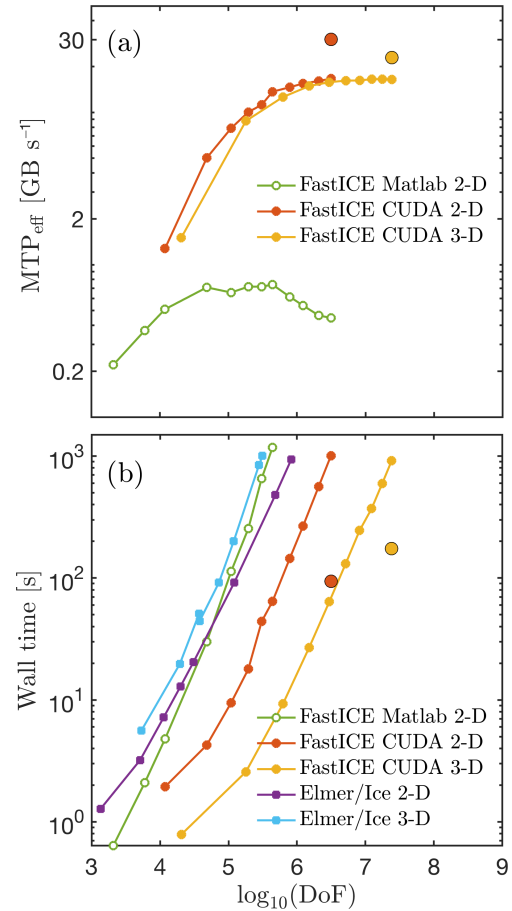 (a)
30
2
0.2
MTP_eff [GB s⁻¹]
FastICE Matlab 2-D
FastICE CUDA 2-D
FastICE CUDA 3-D
(b)
10³
10²
10¹
10⁰
Wall time [s]
FastICE Matlab 2-D
FastICE CUDA 2-D
FastICE CUDA 3-D
Elmer/Ice 2-D
Elmer/Ice 3-D
3 4 5 6 7 8 9
log₁₀(DoF)